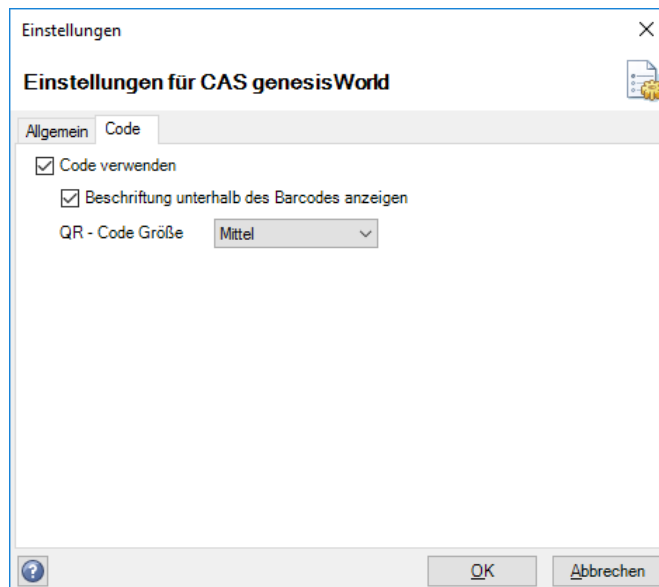 Einstellungen
Einstellungen für CAS genesisWorld
Allgemein Code
Code verwenden
Beschriftung unterhalb des Barcodes anzeigen
QR - Code Größe Mittel
? OK Abbrechen